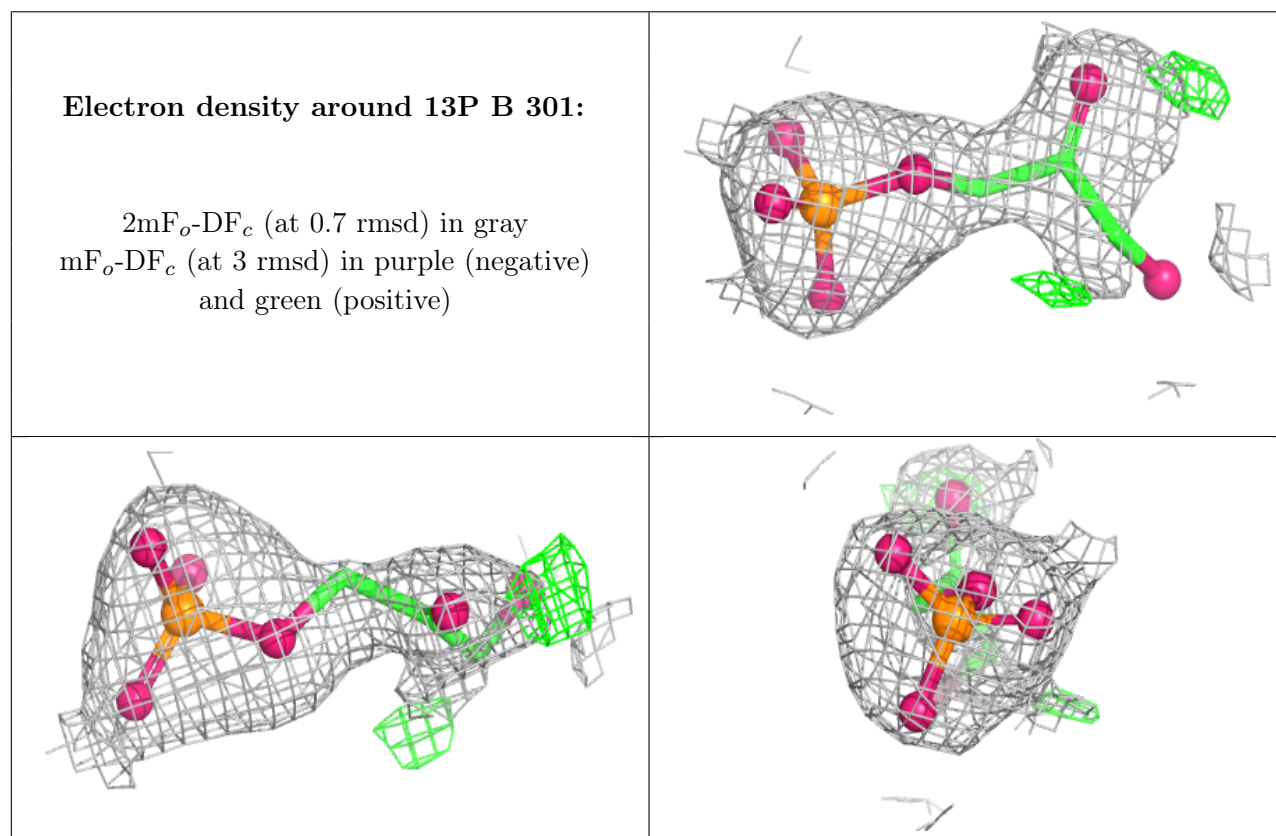 Electron density around 13P B 301:
2mFo-DFc (at 0.7 rmsd) in gray
mFo-DFc (at 3 rmsd) in purple (negative)
and green (positive)